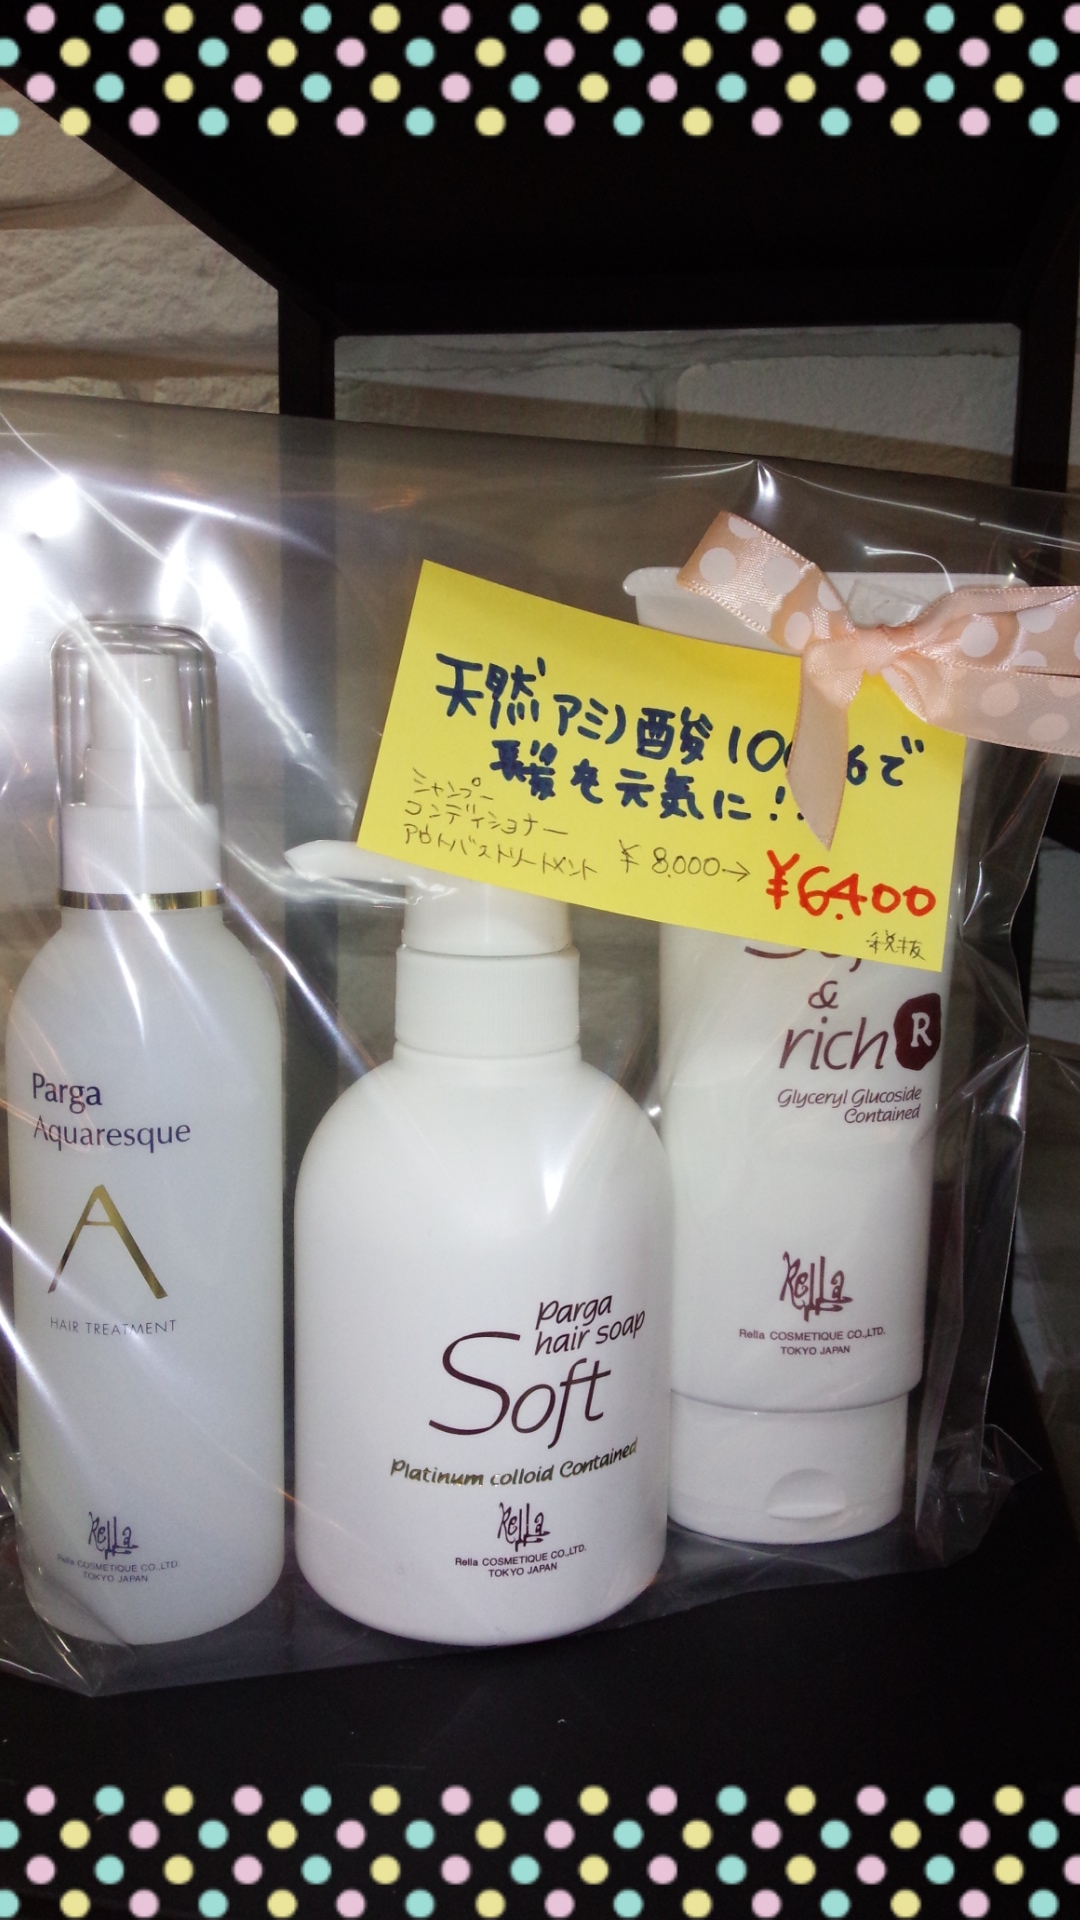 天然アミノ酸100%で
髪も元気に!!
シャンプー
コンディショナー
アウトバストリートメント
¥8,000→
¥6,400
税抜
Parga
Aquaresque
A
HAIR TREATMENT
Rella
Rella COSMETIQUE CO.,LTD.
TOKYO JAPAN
Parga
hair soap
Soft
Platinum colloid Contained
Rella
Rella COSMETIQUE CO.,LTD.
TOKYO JAPAN
&
rich R
Glyceryl Glucoside
Contained
Rella
Rella COSMETIQUE CO.,LTD.
TOKYO JAPAN